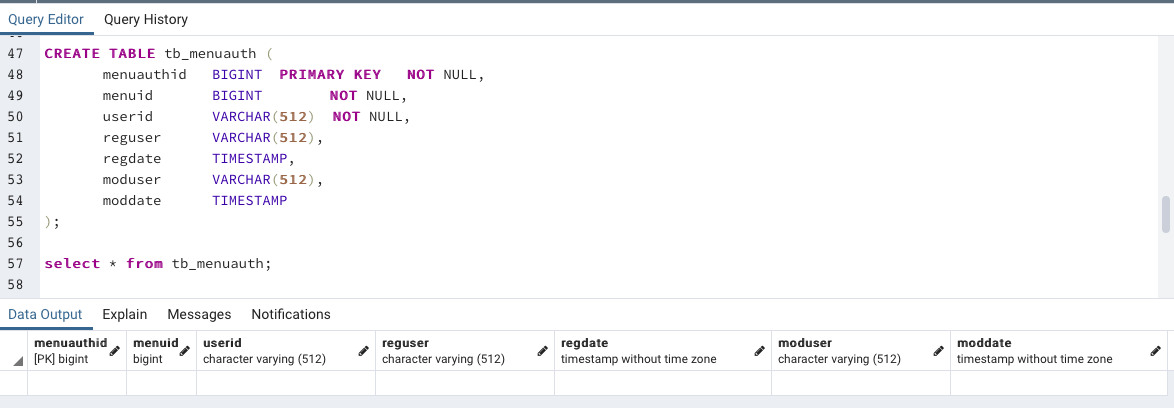 Query Editor Query History
47 CREATE TABLE tb_menuauth (
48 menuauthid BIGINT PRIMARY KEY NOT NULL,
49 menuid BIGINT NOT NULL,
50 userid VARCHAR(512) NOT NULL,
51 reguser VARCHAR(512),
52 regdate TIMESTAMP,
53 moduser VARCHAR(512),
54 moddate TIMESTAMP
55 );
56
57 select * from tb_menuauth;
58
Data Output Explain Messages Notifications
menuauthid menuid userid reguser regdate moduser moddate
[PK] bigint bigint character varying (512) character varying (512) timestamp without time zone character varying (512) timestamp without time zone